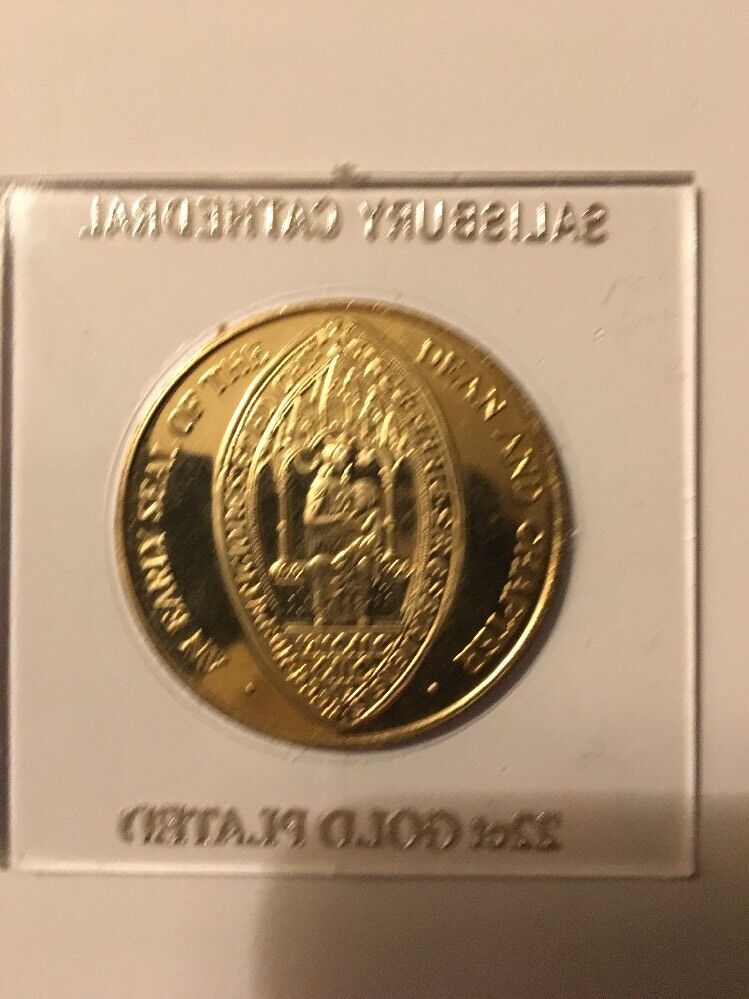 SALISBURY CATHEDRAL
AN EARLY SEAL OF THE DEAN AND CHAPTER
22ct GOLD PLATED